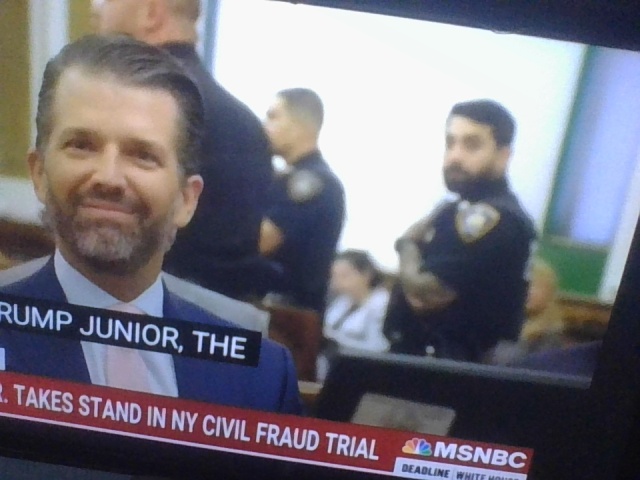 RUMP JUNIOR, THE
R. TAKES STAND IN NY CIVIL FRAUD TRIAL
MSNBC
DEADLINE WHITE HOUSE